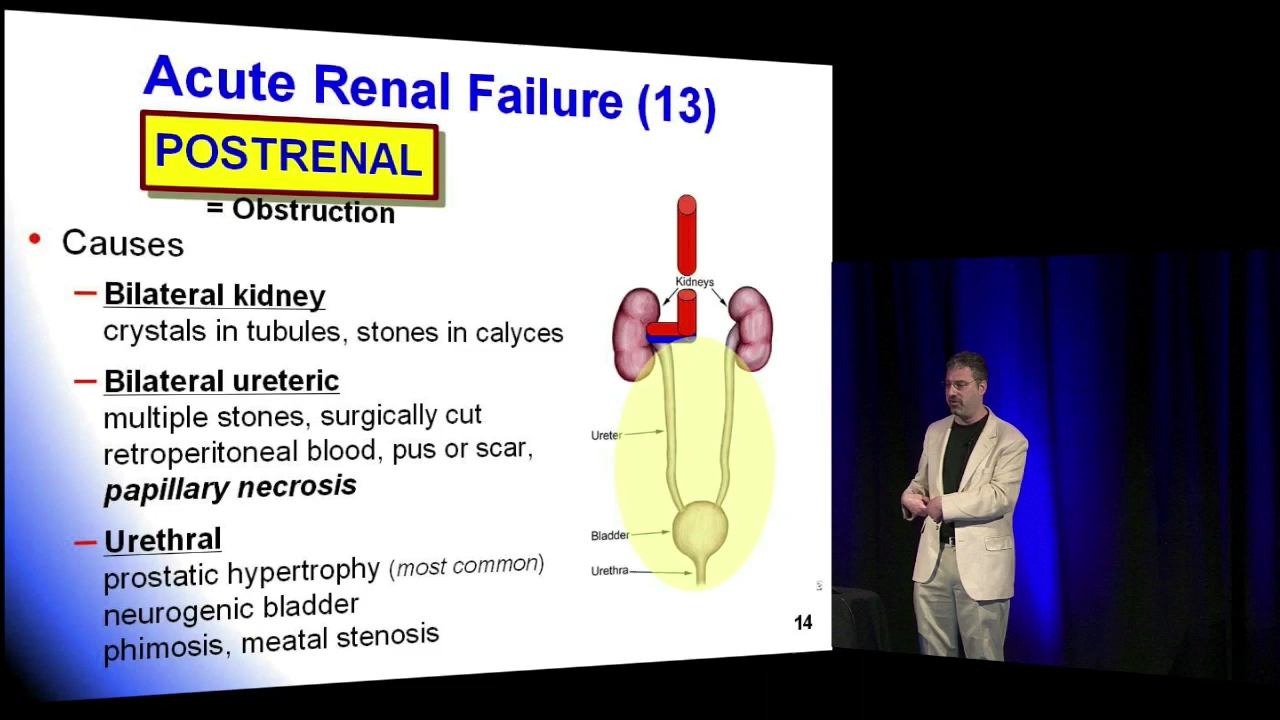 Acute Renal Failure (13)
POSTRENAL
= Obstruction
• Causes
– Bilateral kidney
crystals in tubules, stones in calyces
– Bilateral ureteric
multiple stones, surgically cut
retroperitoneal blood, pus or scar,
papillary necrosis
– Urethral
prostatic hypertrophy (most common)
neurogenic bladder
phimosis, meatal stenosis
Kidneys
Ureter
Bladder
Urethra
14